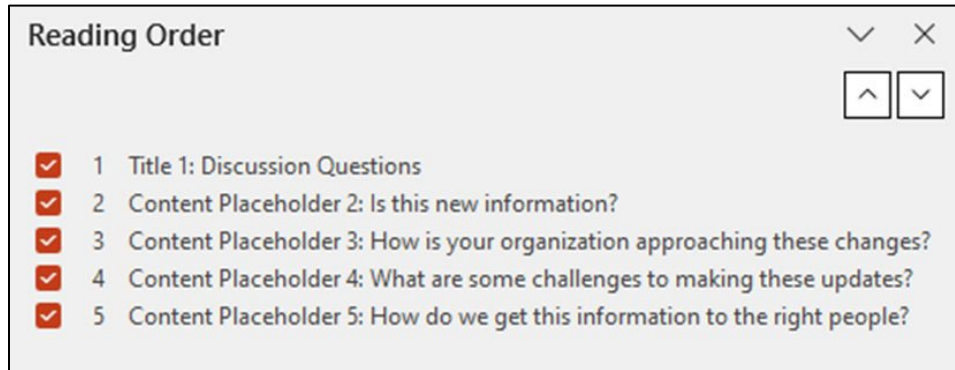 Reading Order
1 Title 1: Discussion Questions
2 Content Placeholder 2: Is this new information?
3 Content Placeholder 3: How is your organization approaching these changes?
4 Content Placeholder 4: What are some challenges to making these updates?
5 Content Placeholder 5: How do we get this information to the right people?